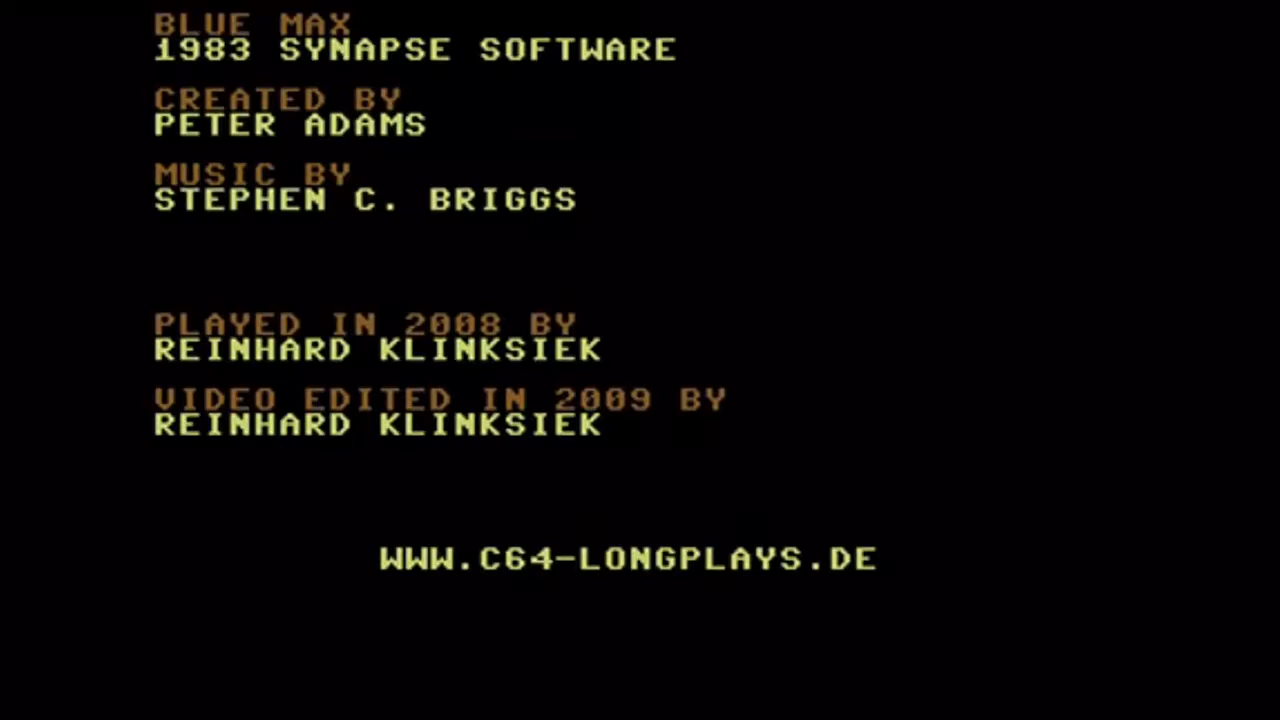 BLUE MAX
1983 SYNAPSE SOFTWARE
CREATED BY
PETER ADAMS
MUSIC BY
STEPHEN C. BRIGGS
PLAYED IN 2008 BY
REINHARD KLINKSIEK
VIDEO EDITED IN 2009 BY
REINHARD KLINKSIEK
WWW.C64-LONGPLAYS.DE